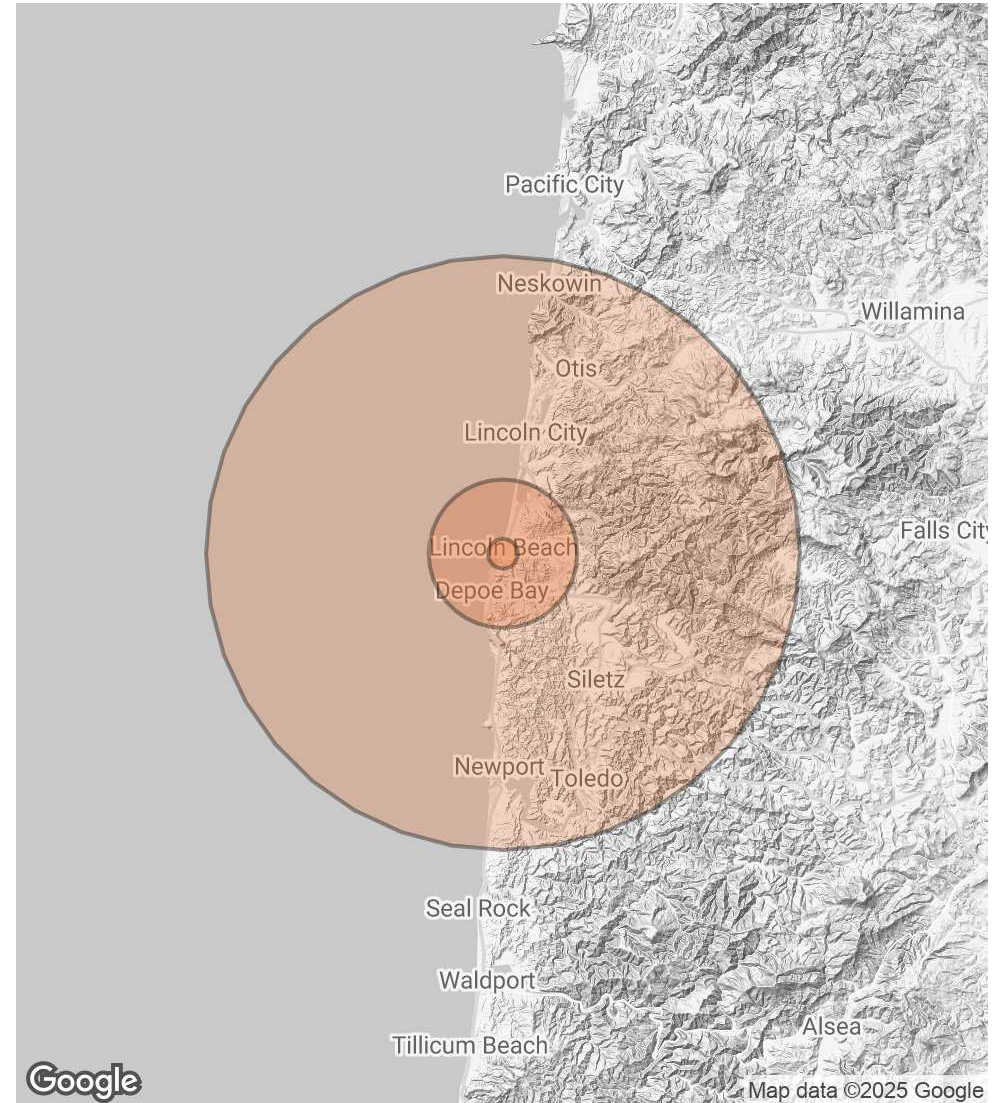 Pacific City
Neskowin
Willamina
Otis
Lincoln City
Falls City
Lincoln Beach
Depoe Bay
Siletz
Newport
Toledo
Seal Rock
Waldport
Alsea
Tillicum Beach
Google
Map data ©2025 Google